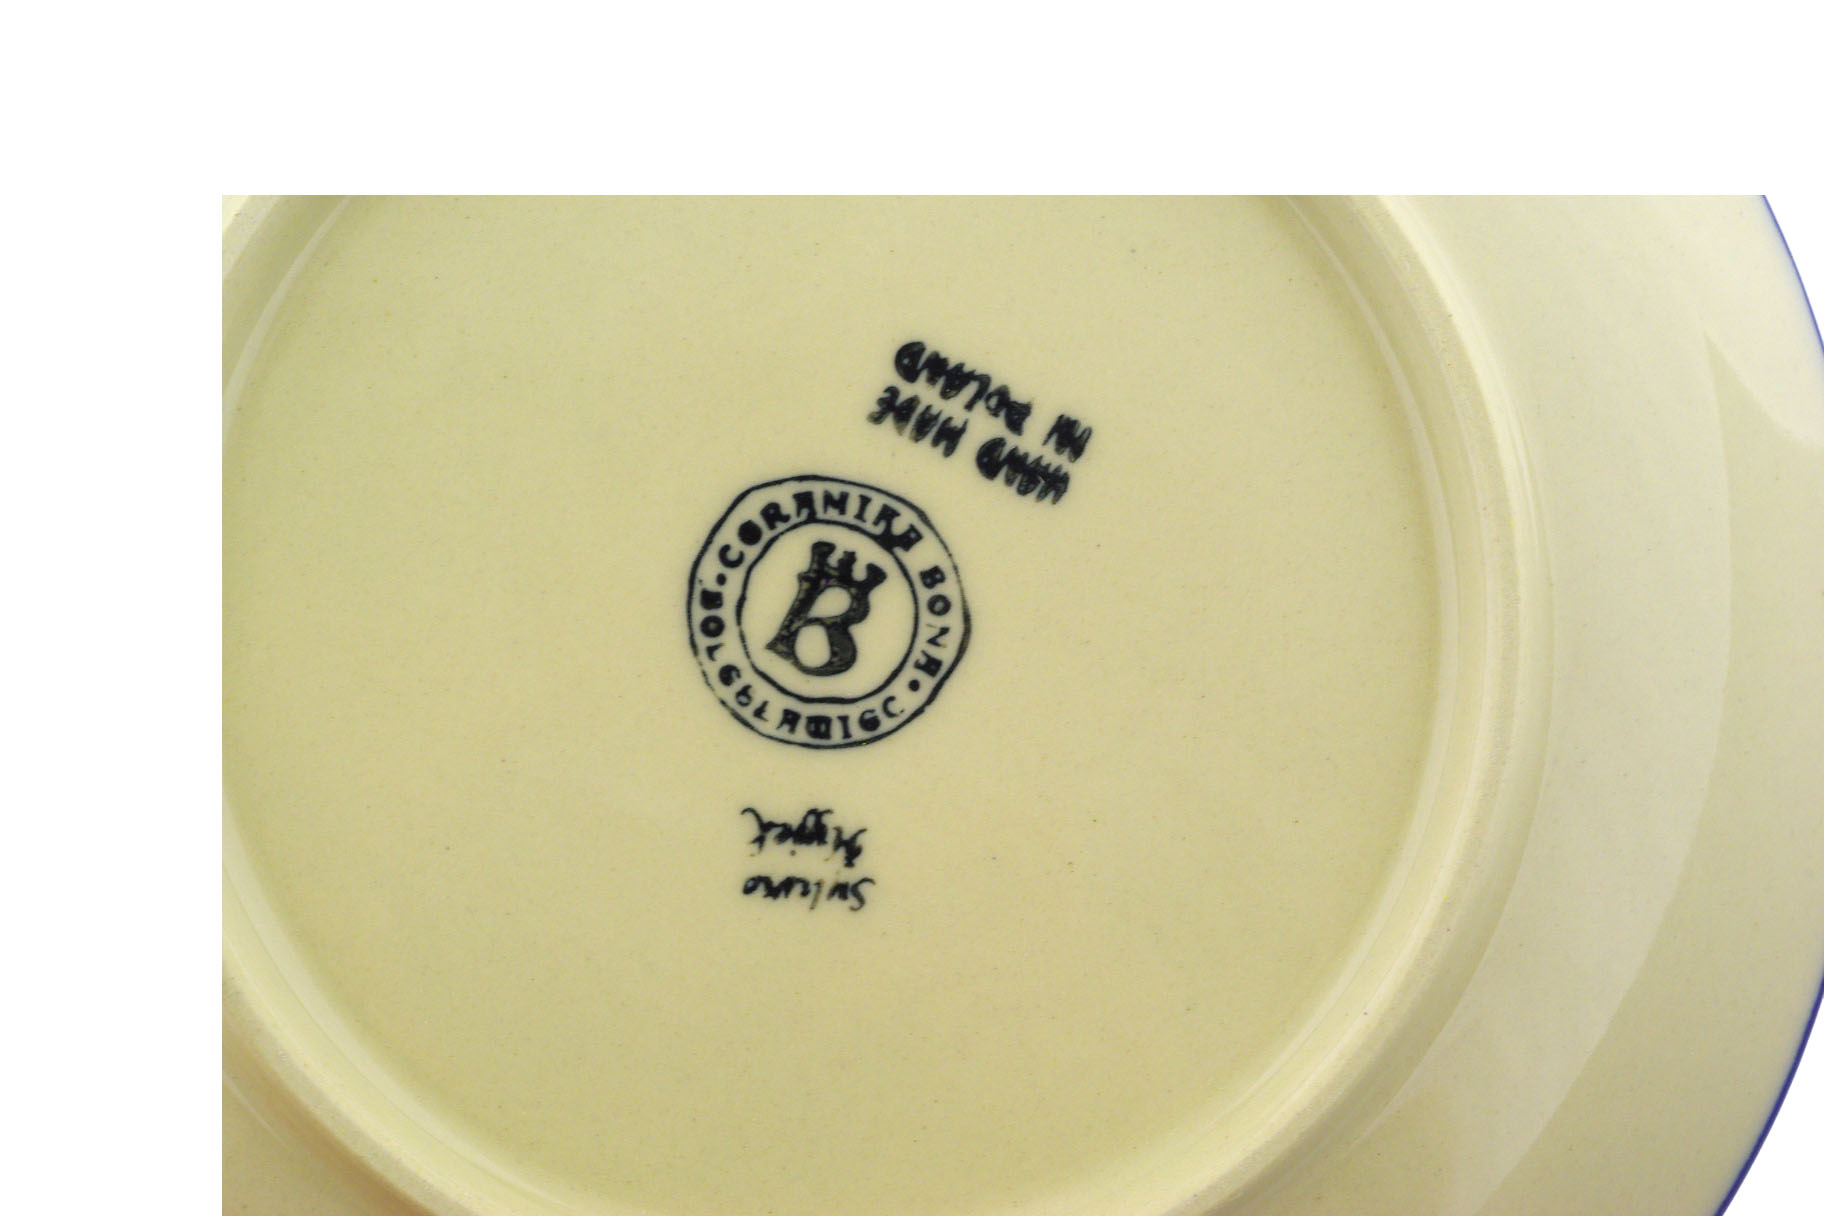 HAND MADE
IN POLAND
CERAMIKA BONA • BOLESŁAWIEC •
B